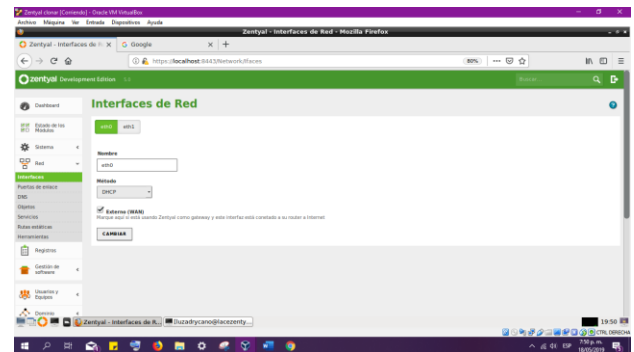 Zentyal clonar [Corriendo] - Oracle VM VirtualBox
Archivo Máquina Ver Entrada Dispositivos Ayuda
Zentyal - Interfaces de Red - Mozilla Firefox
Zentyal - Interfaces de R
Google
https://localhost:8443/Network/Ifaces
80%
zentyal Development Edition
Buscar...
Dashboard
Estado de los Módulos
Sistema
Red
Interfaces
Puertas de enlace
DNS
Objetos
Servicios
Rutas estáticas
Herramientas
Registros
Gestión de software
Usuarios y Equipos
Dominio
Interfaces de Red
eth0 eth1
Nombre
eth0
Método
DHCP
Externo (WAN)
Marque aquí si está usando Zentyal como gateway y este interfaz está conectado a su router a Internet.
CAMBIAR
Zentyal - Interfaces de R...
[luzadrycano@lacezenty...
19:50
CTRL DERECHA
ESP
7:50 p. m.
16/05/2019